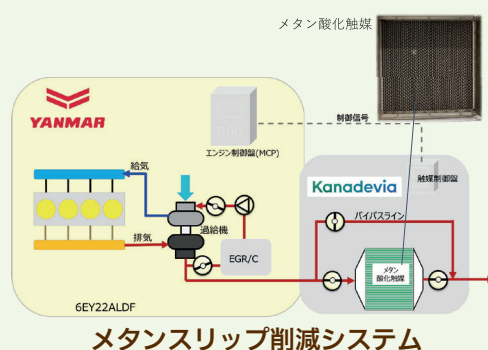 メタン酸化触媒
YANMAR
制御信号
エンジン制御盤(MCP)
触媒制御盤
給気
Kanadevia
過給機
バイパスライン
排気
EGR/C
メタン
酸化触媒
6EY22ALDF
メタンスリップ削減システム